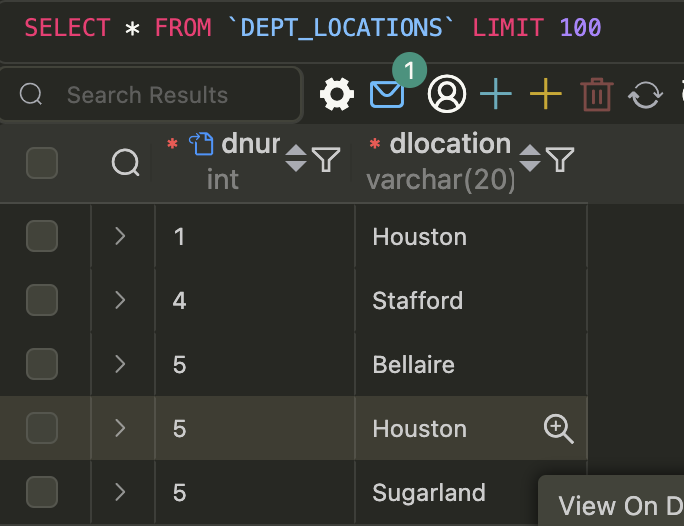 SELECT * FROM `DEPT_LOCATIONS` LIMIT 100
Search Results
1
* dnur
int
* dlocation
varchar(20)
1 Houston
4 Stafford
5 Bellaire
5 Houston
5 Sugarland
View On D